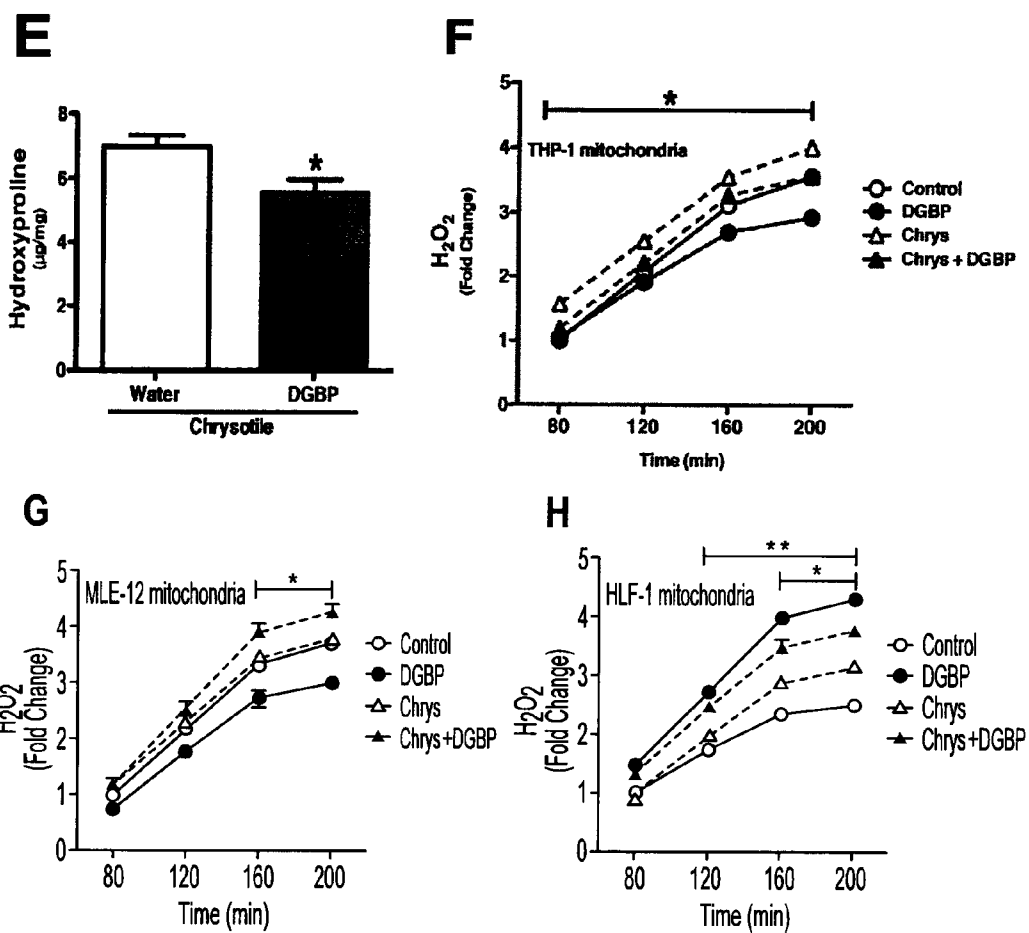 E
Hydroxyproline
(µg/mg)
8
6
4
2
0
*
Water
DGBP
Chrysotile
F
H2O2
(Fold Change)
5
4
3
2
1
0
*
THP-1 mitochondria
80
120
160
200
Time (min)
Control
DGBP
Chrys
Chrys + DGBP
G
H2O2
(Fold Change)
5
4
3
2
1
0
MLE-12 mitochondria
*
80
120
160
200
Time (min)
Control
DGBP
Chrys
Chrys+DGBP
H
H2O2
(Fold Change)
5
4
3
2
1
0
HLF-1 mitochondria
**
*
80
120
160
200
Time (min)
Control
DGBP
Chrys
Chrys+DGBP